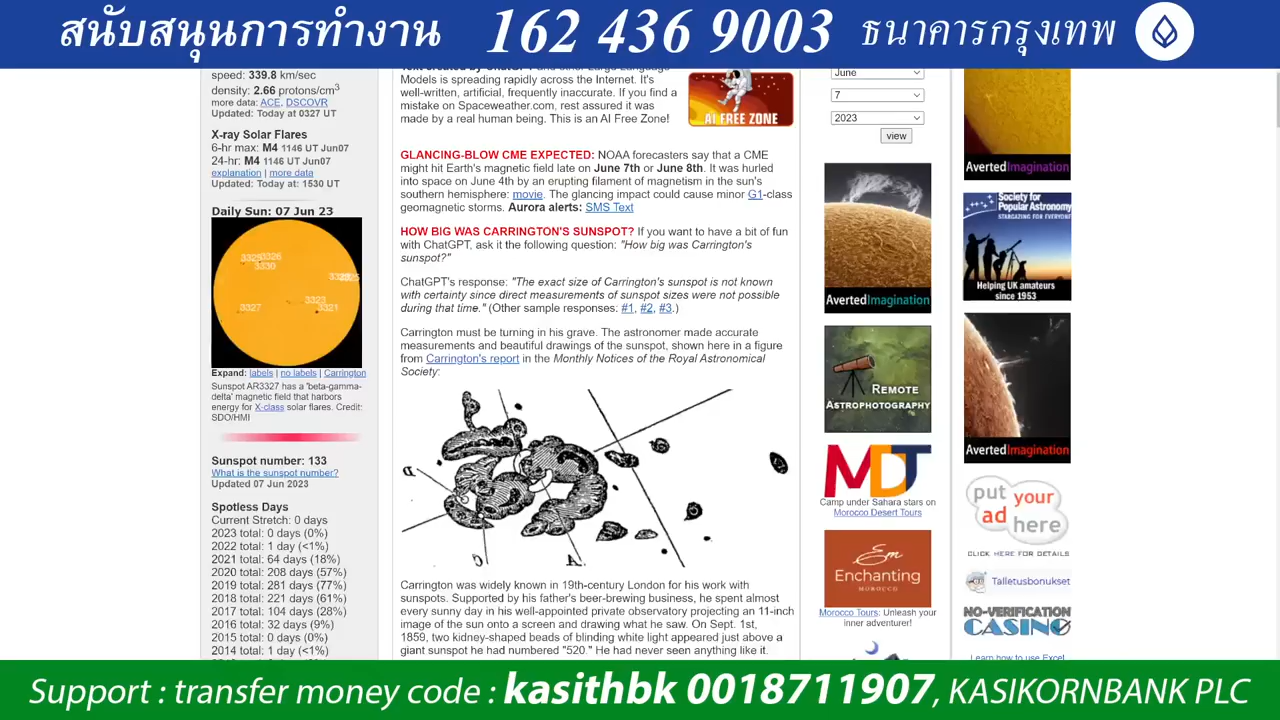 สนับสนุนการทำงาน 162 436 9003 ธนาคารกรุงเทพ
speed: 339.8 km/sec
density: 2.66 protons/cm3
more data: ACE, DSCOVR
Updated: Today at 0327 UT
X-ray Solar Flares
6-hr max: M4 1146 UT Jun07
24-hr: M4 1146 UT Jun07
explanation | more data
Updated: Today at: 1530 UT
Daily Sun: 07 Jun 23
3326
3330
3327
3323
3321
Expand: labels | no labels | Carrington
Sunspot AR3327 has a 'beta-gamma-
delta' magnetic field that harbors
energy for X-class solar flares. Credit:
SDO/HMI
Sunspot number: 133
What is the sunspot number?
Updated 07 Jun 2023
Spotless Days
Current Stretch: 0 days
2023 total: 0 days (0%)
2022 total: 1 day (<1%)
2021 total: 64 days (18%)
2020 total: 208 days (57%)
2019 total: 281 days (77%)
2018 total: 221 days (61%)
2017 total: 104 days (28%)
2016 total: 32 days (9%)
2015 total: 0 days (0%)
2014 total: 1 day (<1%)
Text created by ChatGPT and other Large Language
Models is spreading rapidly across the Internet. It's
well-written, artificial, frequently inaccurate. If you find a
mistake on Spaceweather.com, rest assured it was
made by a real human being. This is an AI Free Zone!
AI FREE ZONE
GLANCING-BLOW CME EXPECTED: NOAA forecasters say that a CME
might hit Earth's magnetic field late on June 7th or June 8th. It was hurled
into space on June 4th by an erupting filament of magnetism in the sun's
southern hemisphere: movie. The glancing impact could cause minor G1-class
geomagnetic storms. Aurora alerts: SMS Text
HOW BIG WAS CARRINGTON'S SUNSPOT? If you want to have a bit of fun
with ChatGPT, ask it the following question: "How big was Carrington's
sunspot?"
ChatGPT's response: "The exact size of Carrington's sunspot is not known
with certainty since direct measurements of sunspot sizes were not possible
during that time." (Other sample responses: #1, #2, #3.)
Carrington must be turning in his grave. The astronomer made accurate
measurements and beautiful drawings of the sunspot, shown here in a figure
from Carrington's report in the Monthly Notices of the Royal Astronomical
Society:
Carrington was widely known in 19th-century London for his work with
sunspots. Supported by his father's beer-brewing business, he spent almost
every sunny day in his well-appointed private observatory projecting an 11-inch
image of the sun onto a screen and drawing what he saw. On Sept. 1st,
1859, two kidney-shaped beads of blinding white light appeared just above a
giant sunspot he had numbered "520." He had never seen anything like it.
June
7
2023
view
AvertedImagination
REMOTE
ASTROPHOTOGRAPHY
MDT
Camp under Sahara stars on
Morocco Desert Tours
Em
Enchanting
MOROCCO
Morocco Tours: Unleash your
inner adventurer!
AvertedImagination
Society for
Popular Astronomy
STARGAZING FOR EVERYONE
Helping UK amateurs
since 1953
AvertedImagination
put your
ad here
CLICK HERE FOR DETAILS
Talletusbonukset
NO-VERIFICATION
CASINO
Learn how to use Excel
Support : transfer money code : kasithbk 0018711907, KASIKORNBANK PLC